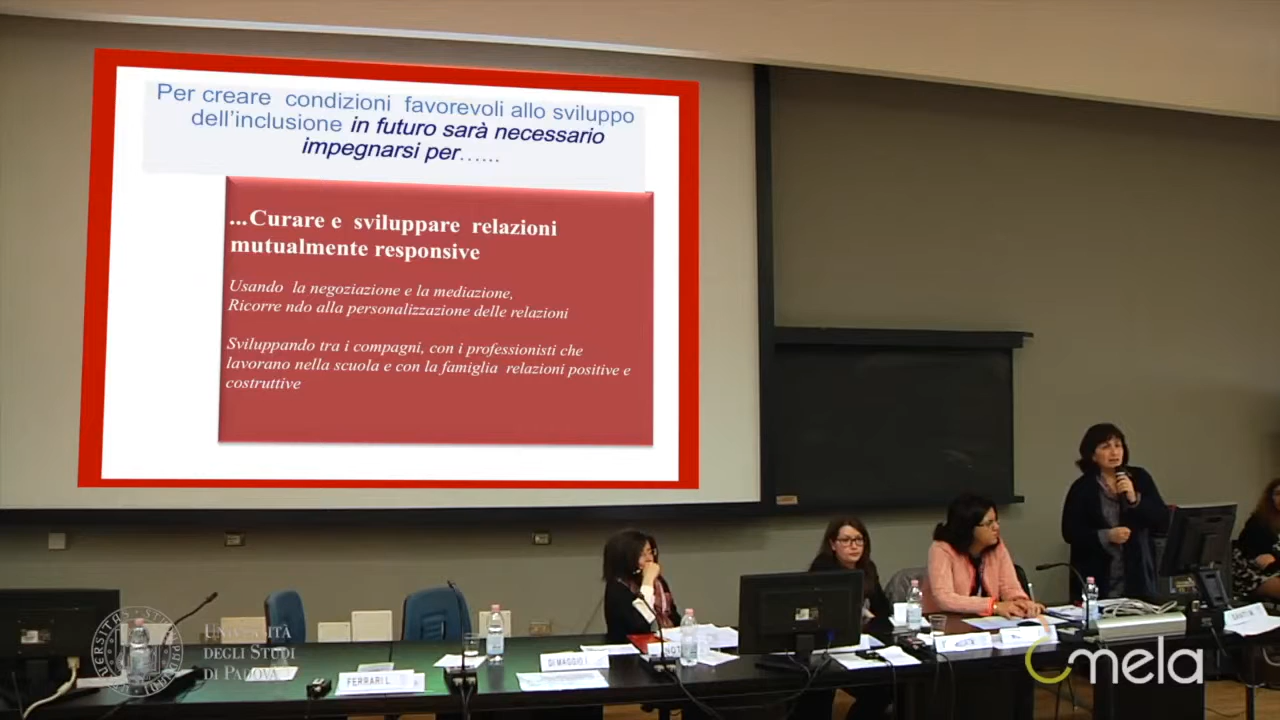 Per creare condizioni favorevoli allo sviluppo
dell'inclusione in futuro sarà necessario
impegnarsi per…...
...Curare e sviluppare relazioni
mutualmente responsive
Usando la negoziazione e la mediazione,
Ricorre ndo alla personalizzazione delle relazioni
Sviluppando tra i compagni, con i professionisti che
lavorano nella scuola e con la famiglia relazioni positive e
costruttive
FERRARI L.
DI MAGGIO I
UNIVERSITÀ
DEGLI STUDI
DI PADOVA
mela